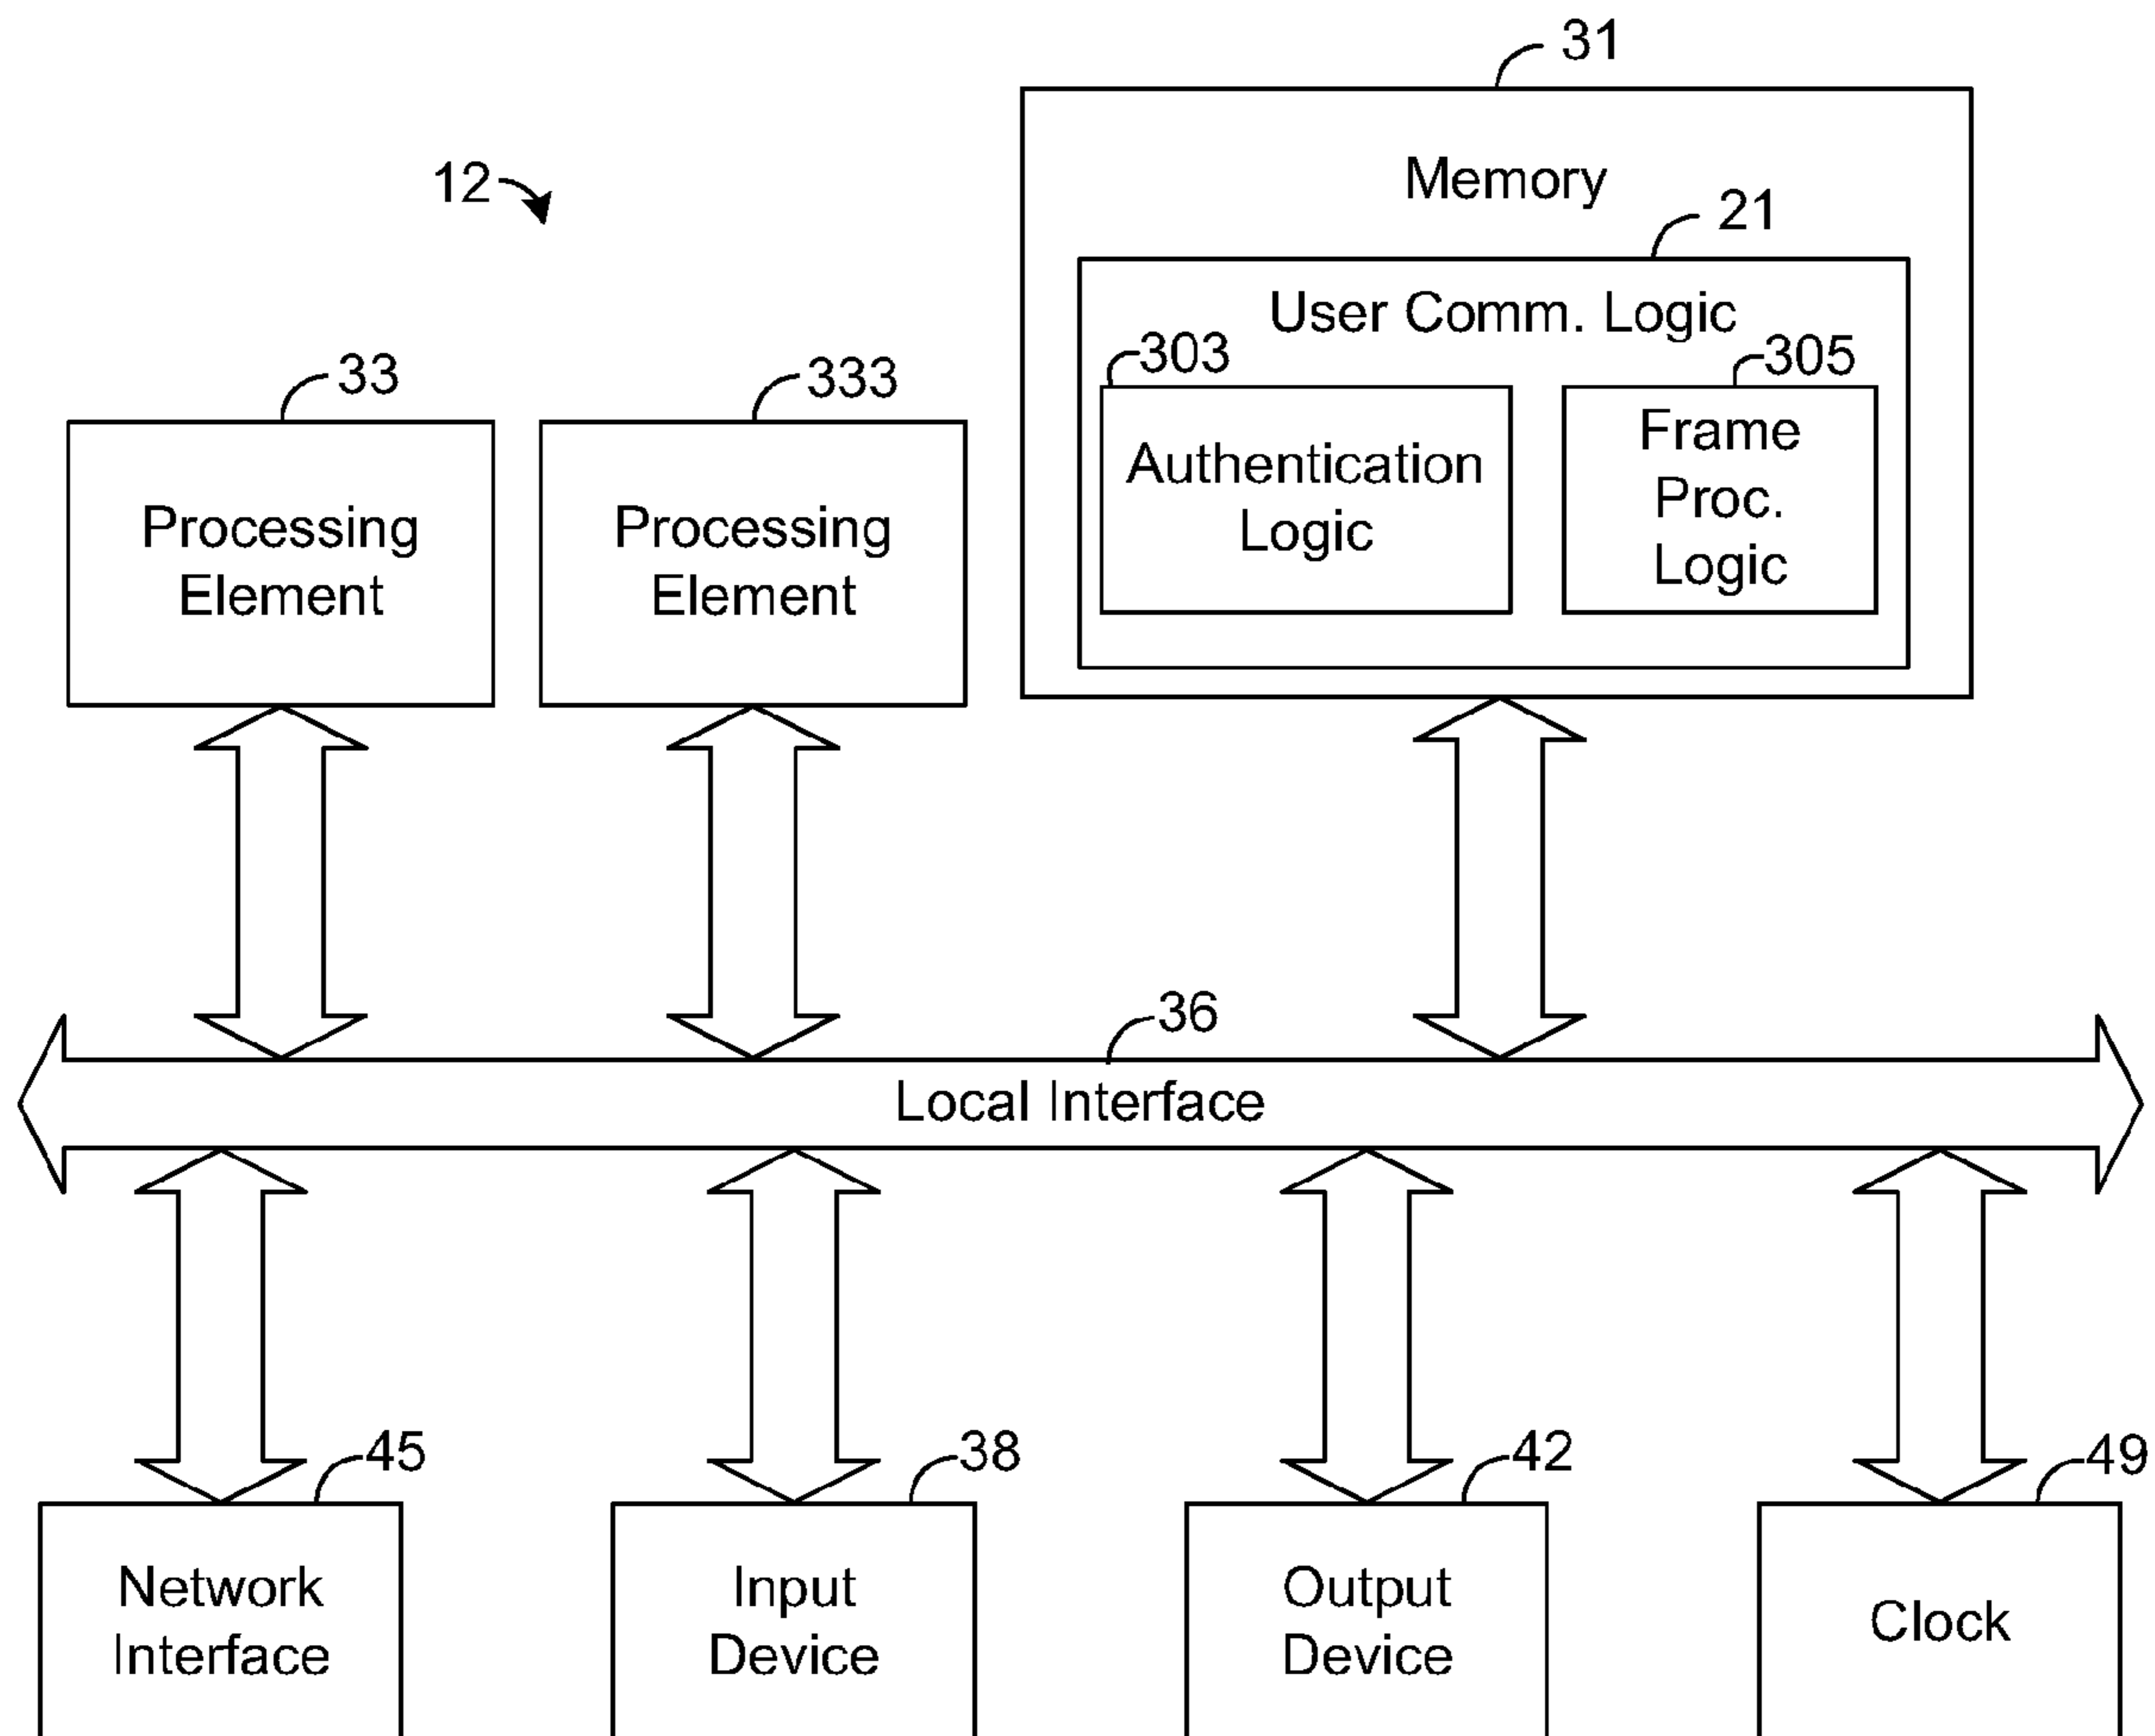 31
12
Memory
21
User Comm. Logic
303
305
33
333
Authentication
Logic
Frame
Proc.
Logic
Processing
Element
Processing
Element
36
Local Interface
45
38
42
49
Network
Interface
Input
Device
Output
Device
Clock